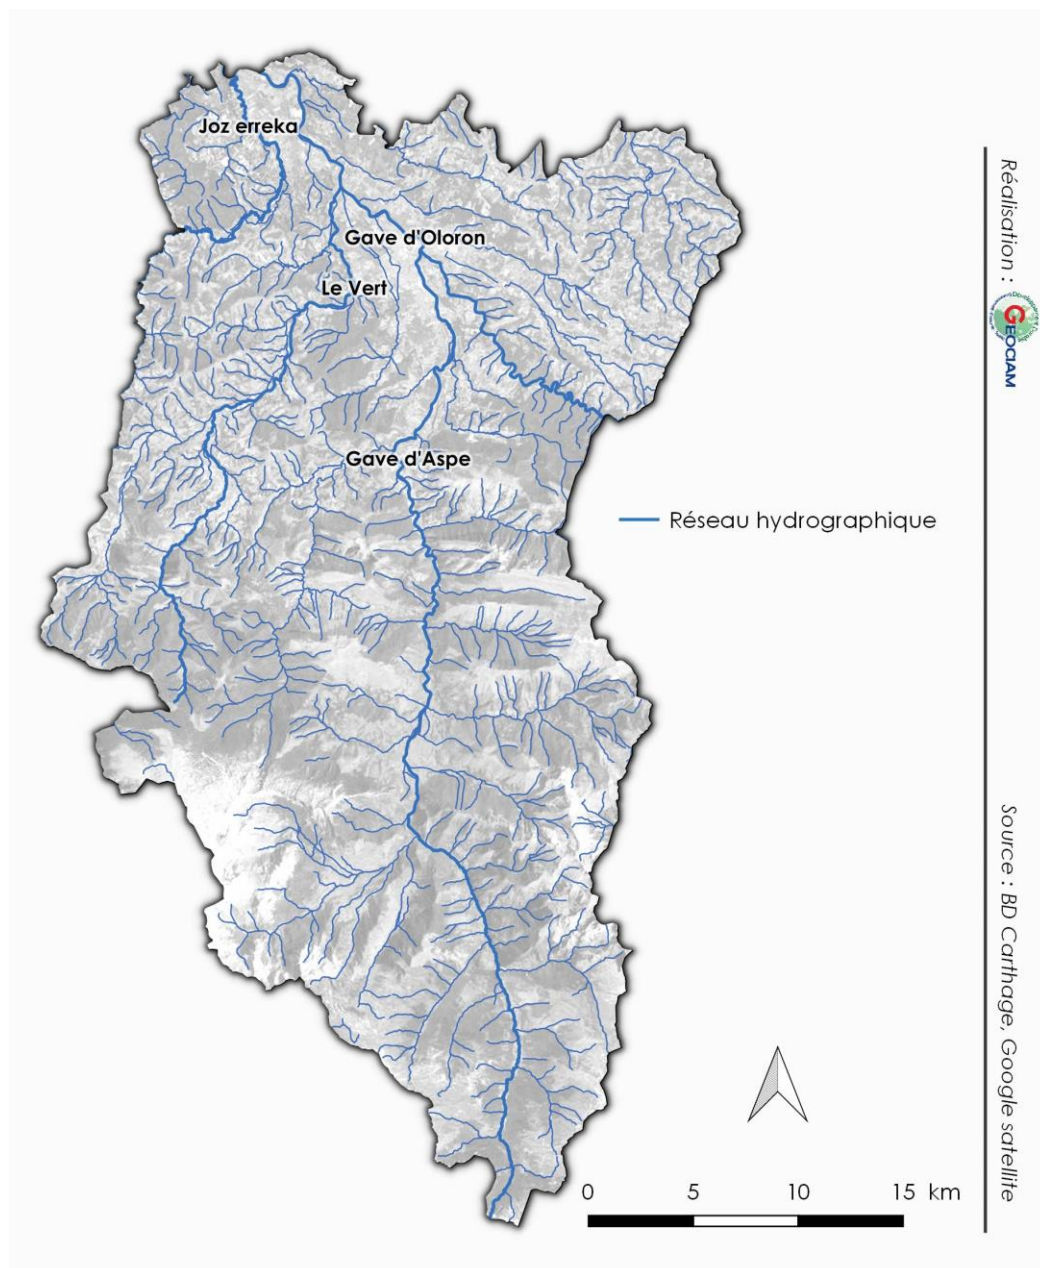 Joz erreka
Gave d'Oloron
Le Vert
Gave d'Aspe
Réseau hydrographique
0 5 10 15 km
Réalisation :
GEOCIAM
Source : BD Carthage, Google satellite